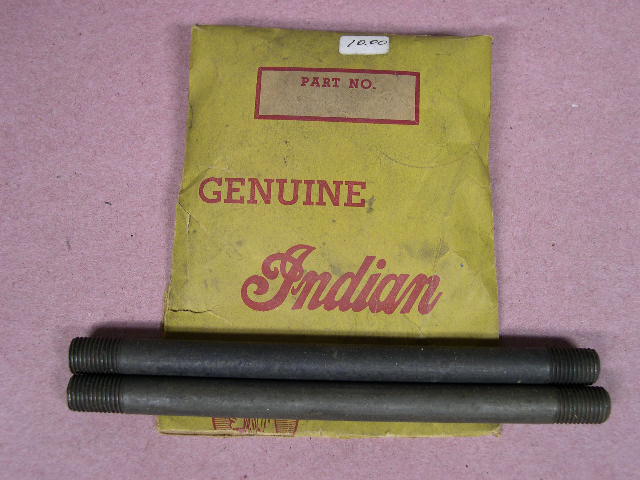 10.00
PART NO.
GENUINE
Indian